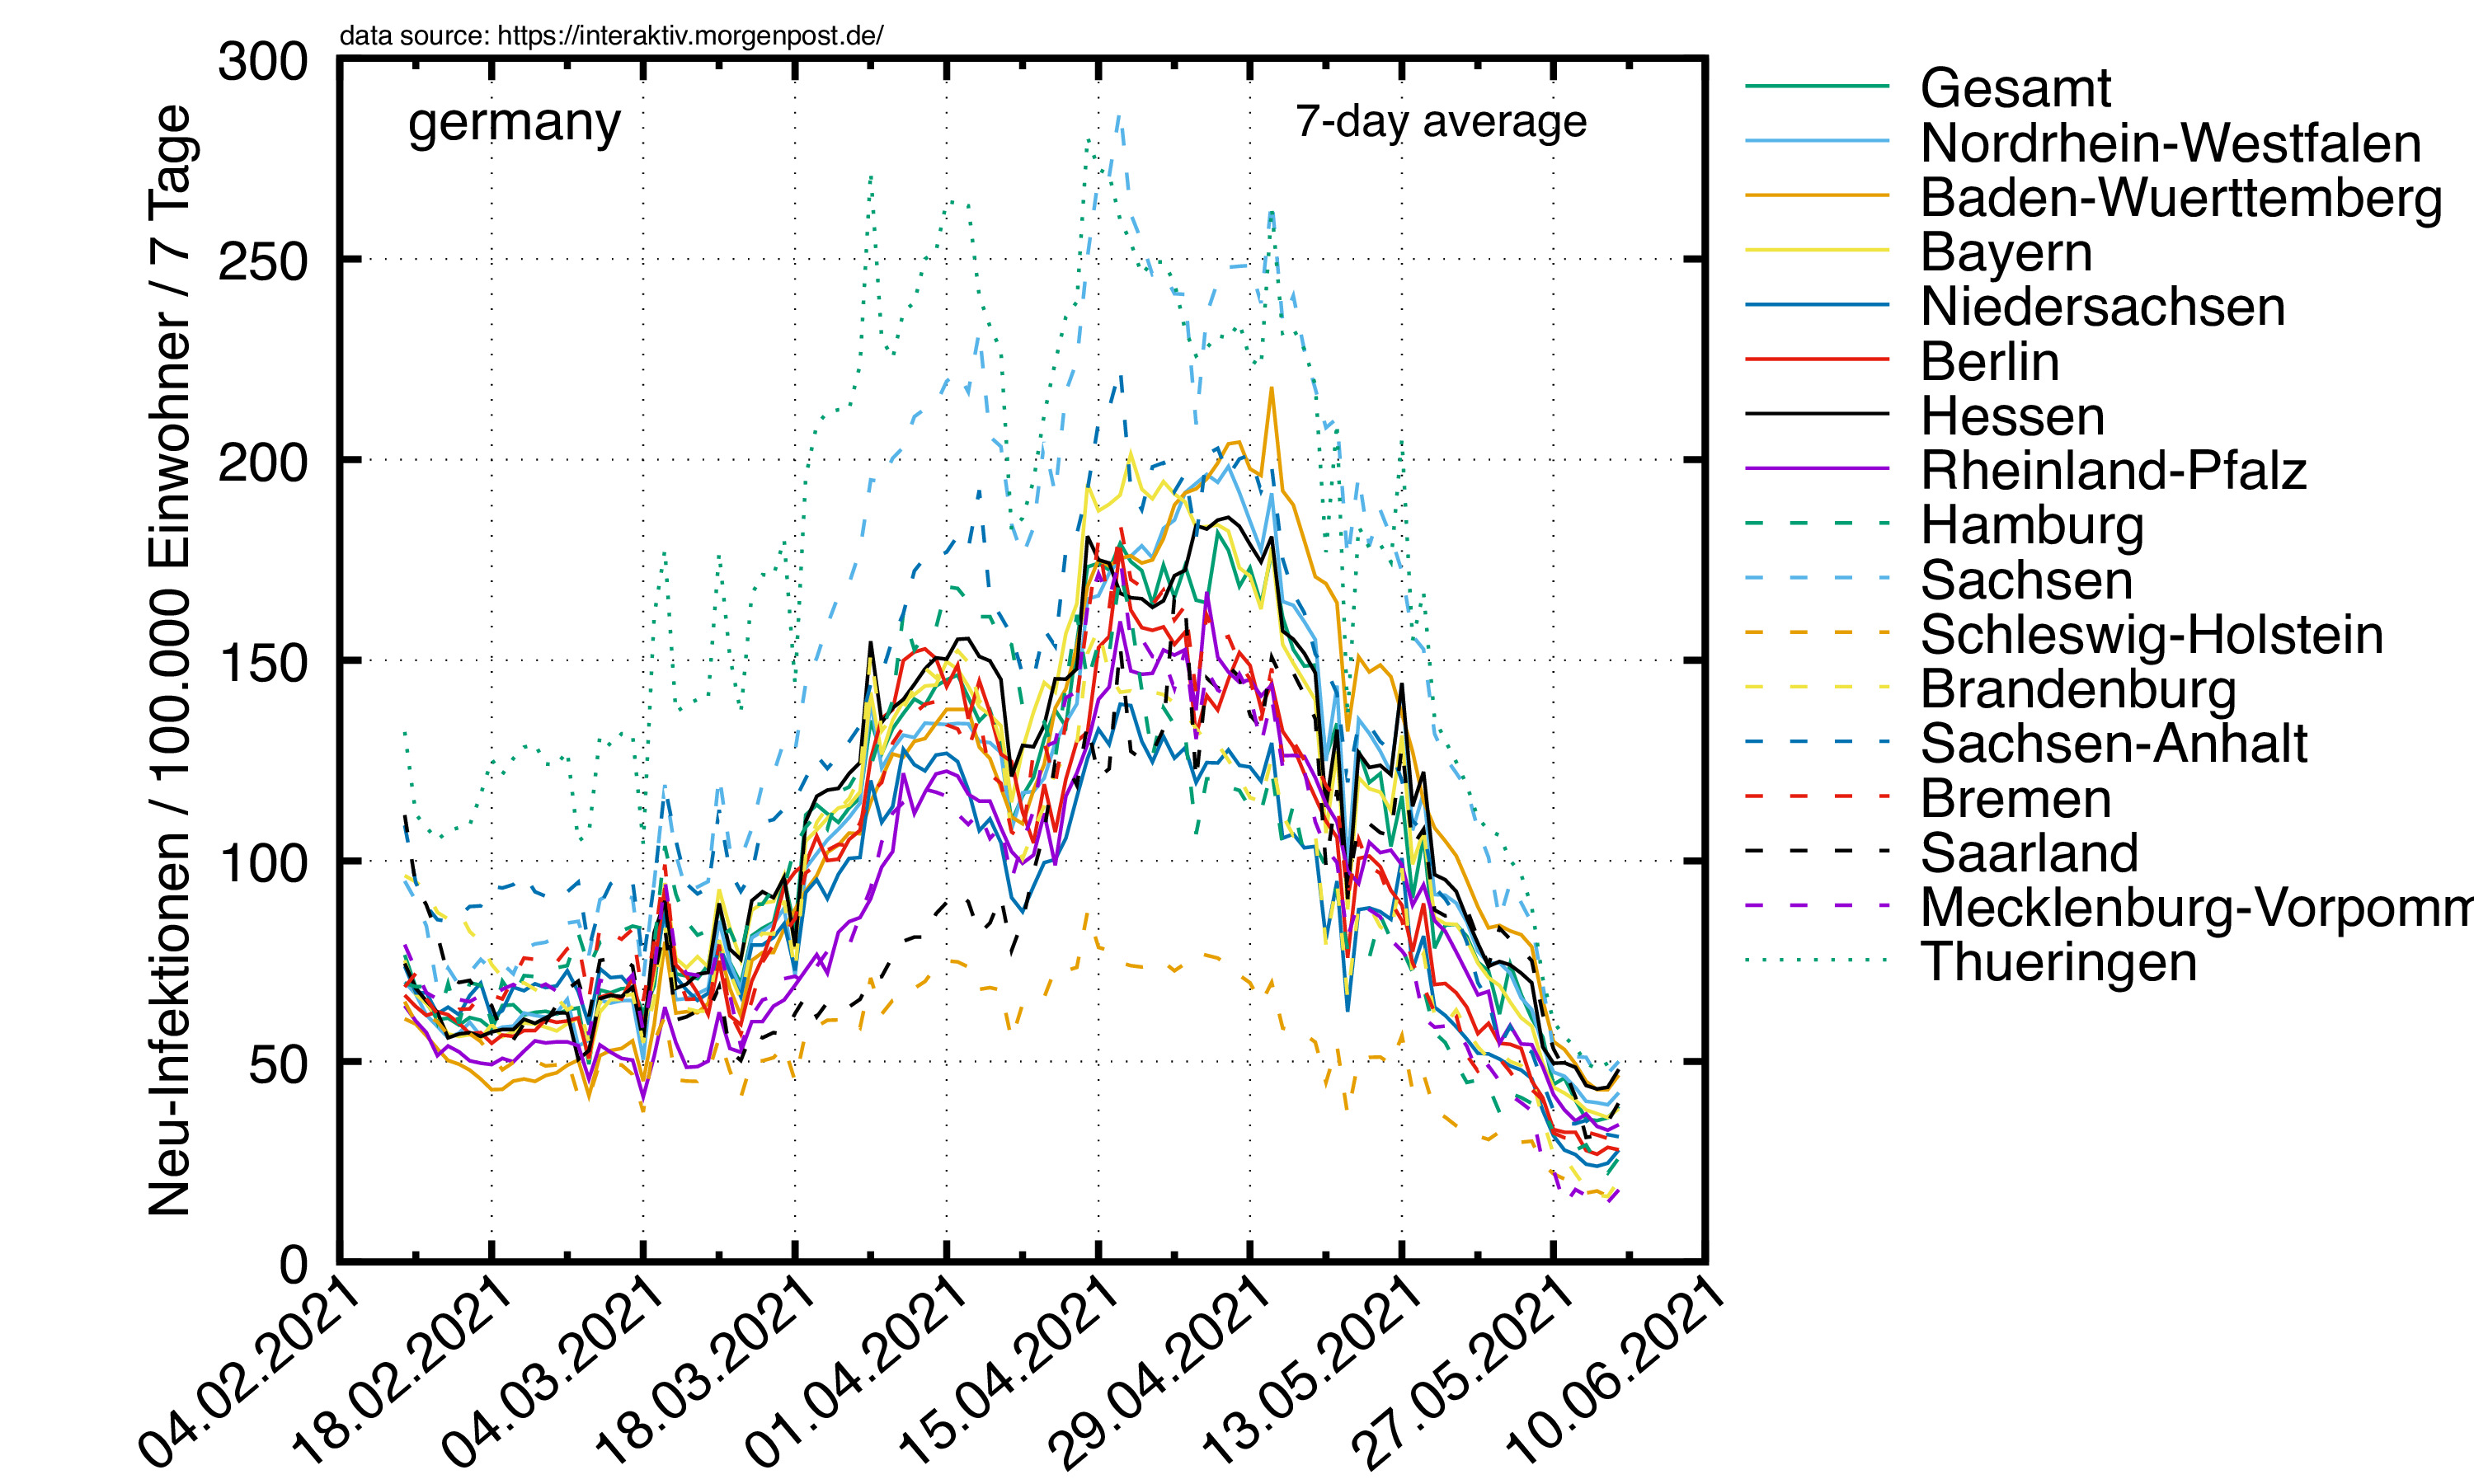 data source: https://interaktiv.morgenpost.de/
germany
7-day average
Neu-Infektionen / 100.000 Einwohner / 7 Tage
300
250
200
150
100
50
0
04.02.2021
18.02.2021
04.03.2021
18.03.2021
01.04.2021
15.04.2021
29.04.2021
13.05.2021
27.05.2021
10.06.2021
Gesamt
Nordrhein-Westfalen
Baden-Wuerttemberg
Bayern
Niedersachsen
Berlin
Hessen
Rheinland-Pfalz
Hamburg
Sachsen
Schleswig-Holstein
Brandenburg
Sachsen-Anhalt
Bremen
Saarland
Mecklenburg-Vorpomm
Thueringen